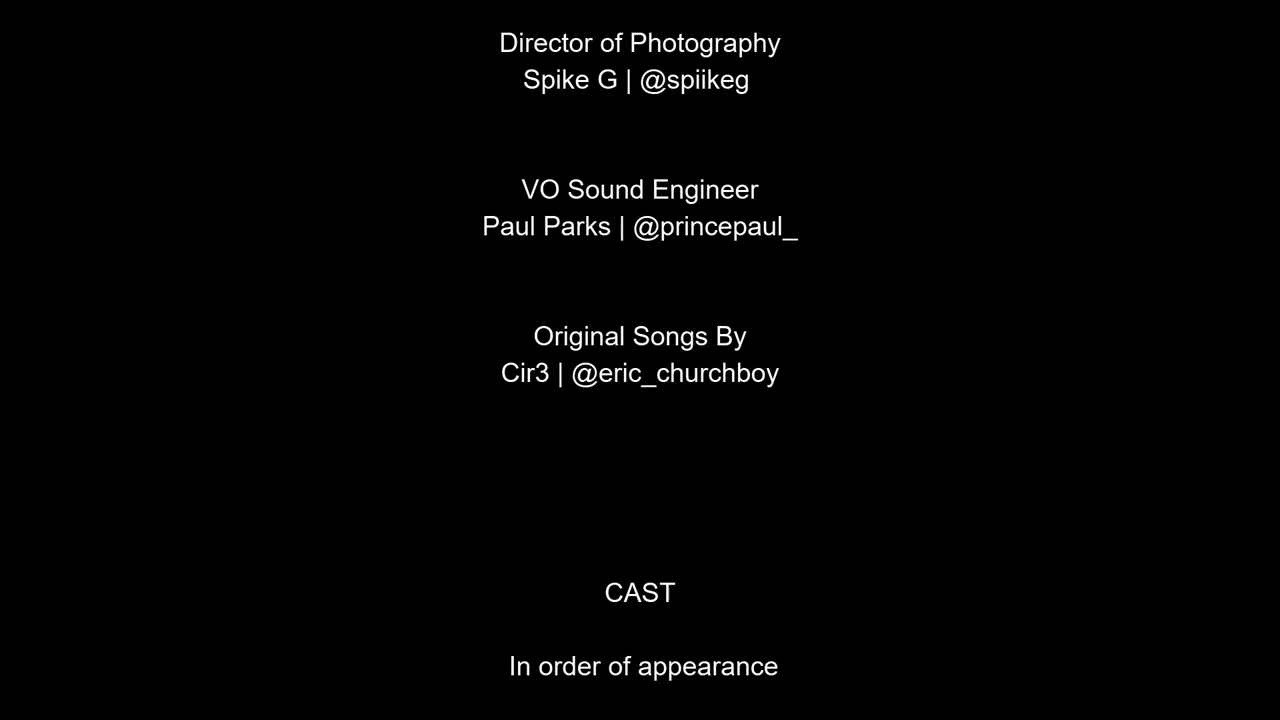 Director of Photography
Spike G | @spiikeg
VO Sound Engineer
Paul Parks | @princepaul_
Original Songs By
Cir3 | @eric_churchboy
CAST
In order of appearance